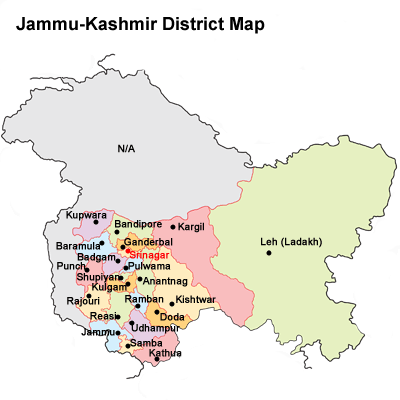 Jammu-Kashmir District Map
N/A
Kupwara
Bandipore
Kargil
Baramula
Ganderbal
Srinagar
Leh (Ladakh)
Badgam
Punch
Pulwama
Shupiyan
Anantnag
Kulgam
Rajouri
Ramban
Kishtwar
Reasi
Doda
Udhampur
Jammu
Samba
Kathua